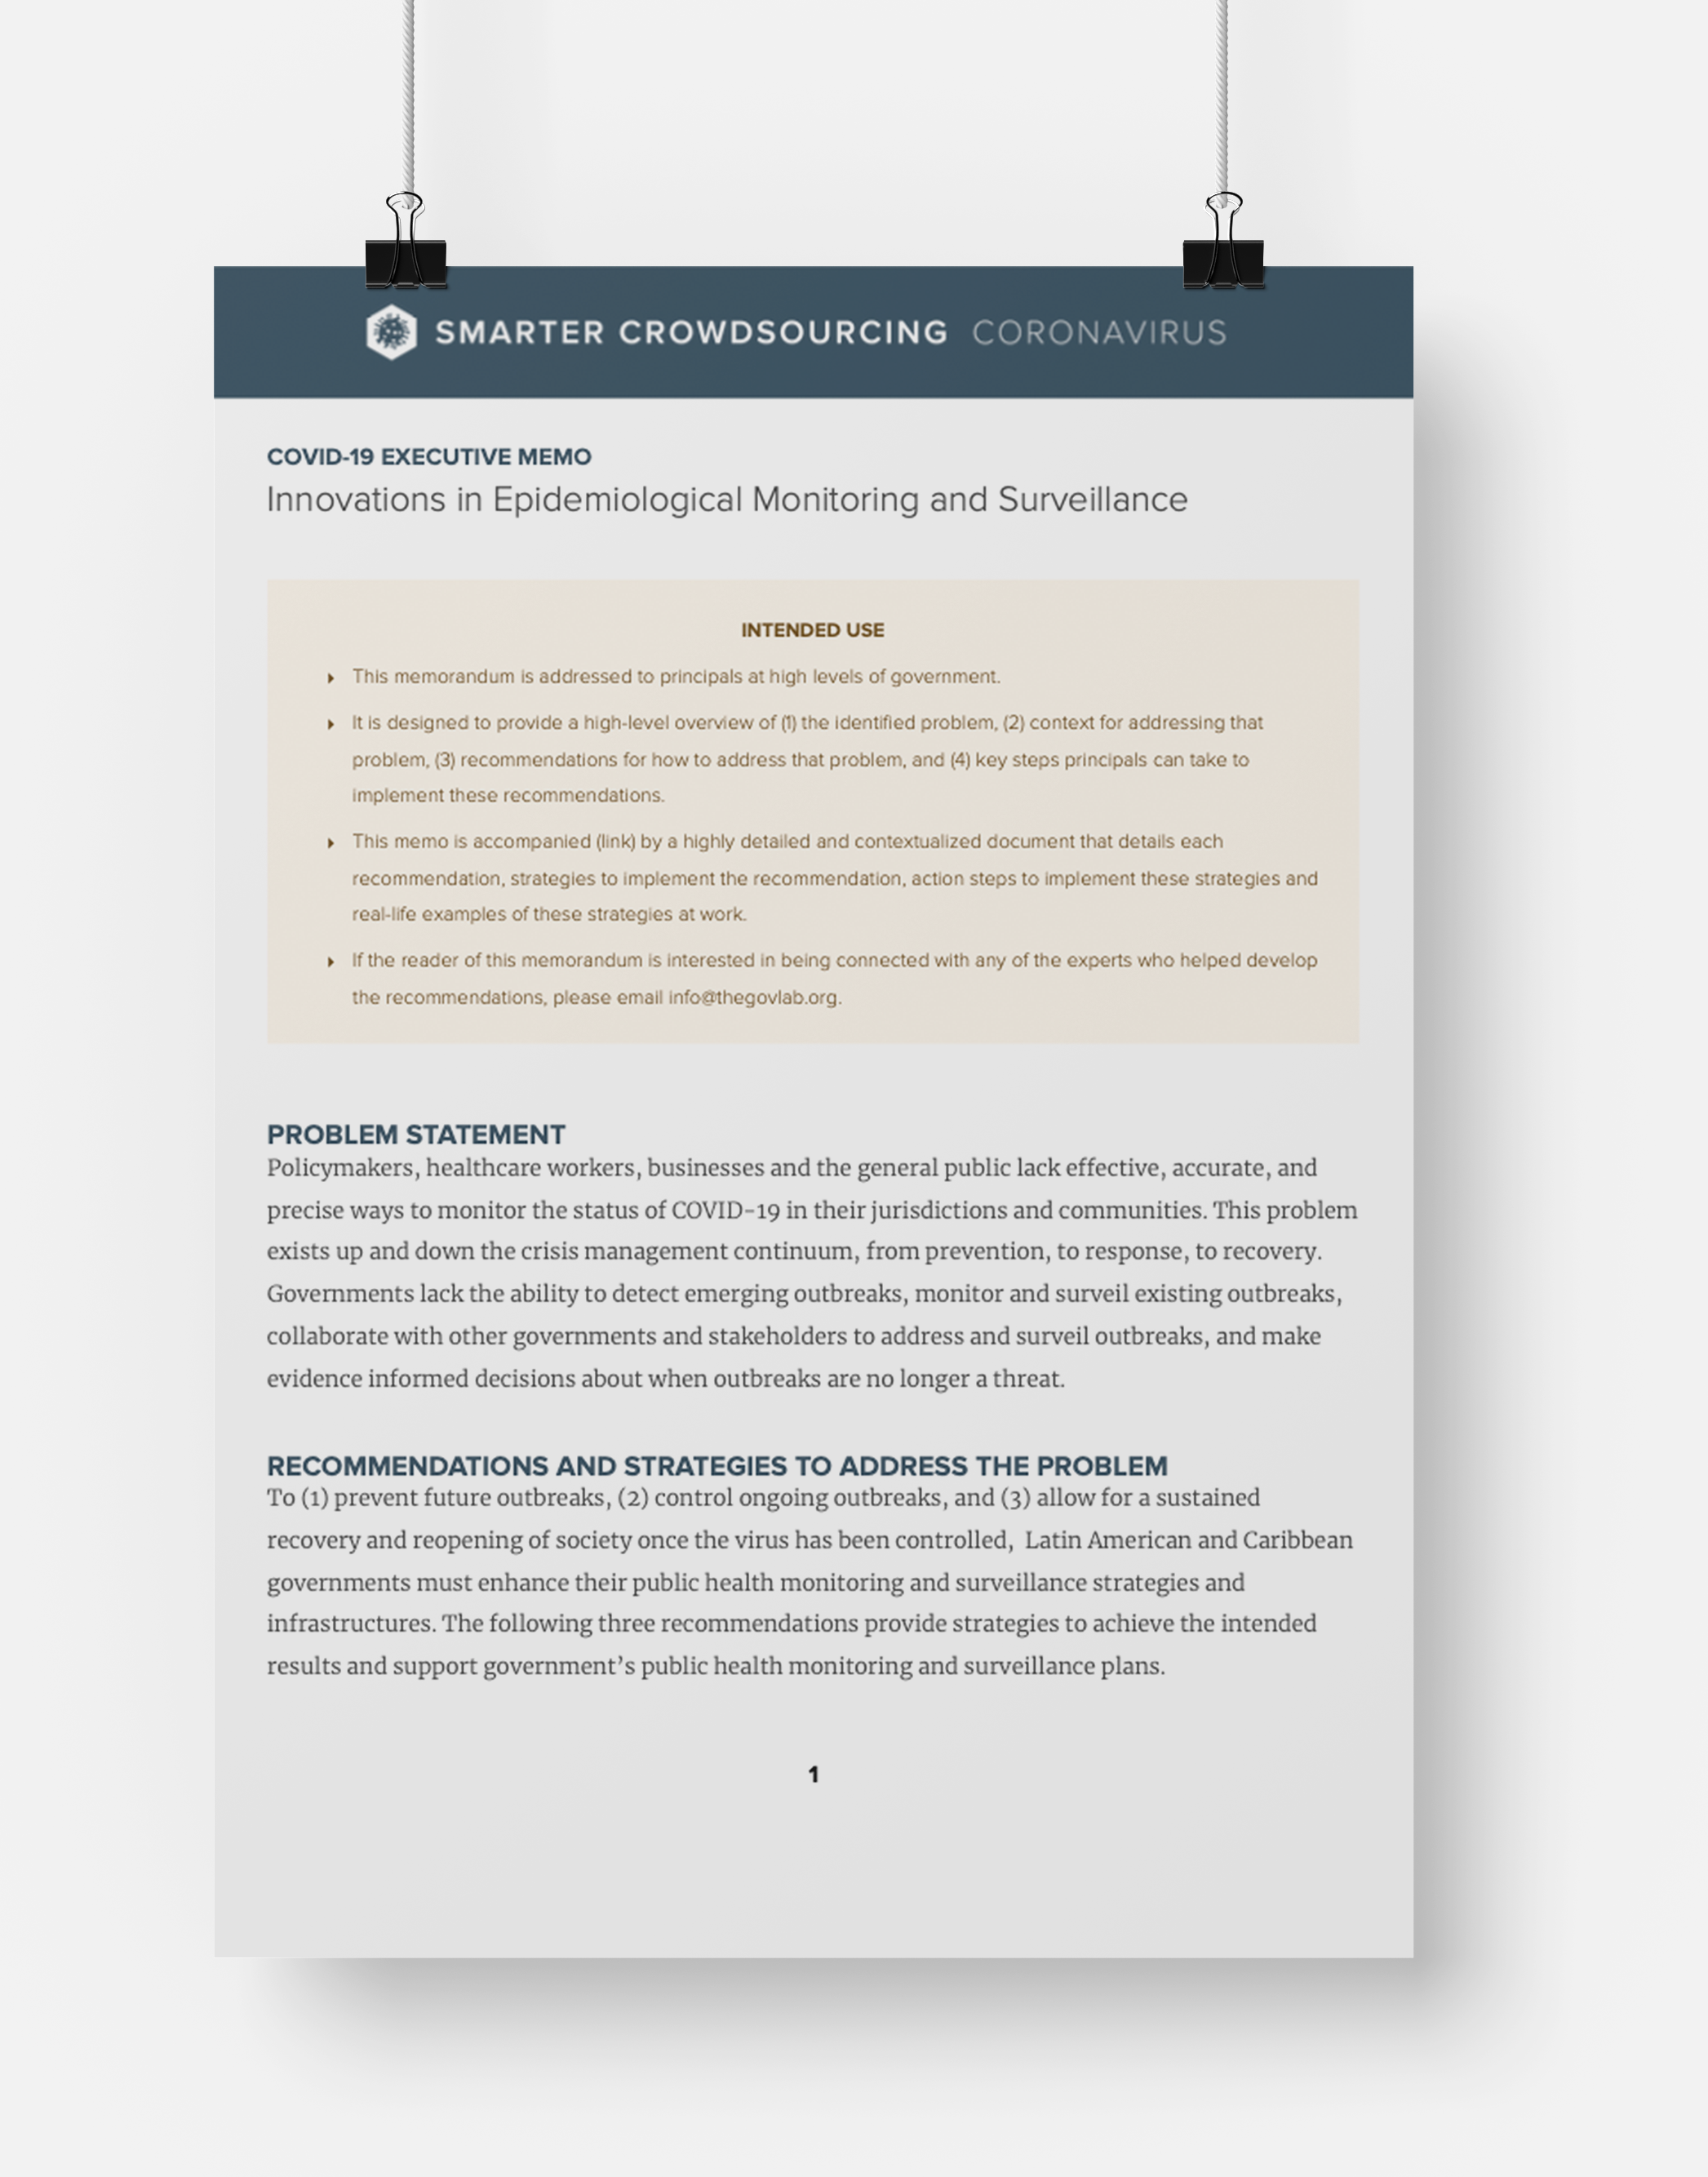 SMARTER CROWDSOURCING CORONAVIRUS
COVID-19 EXECUTIVE MEMO
Innovations in Epidemiological Monitoring and Surveillance
INTENDED USE
This memorandum is addressed to principals at high levels of government.
It is designed to provide a high-level overview of (1) the identified problem, (2) context for addressing that
problem, (3) recommendations for how to address that problem, and (4) key steps principals can take to
implement these recommendations.
This memo is accompanied (link) by a highly detailed and contextualized document that details each
recommendation, strategies to implement the recommendation, action steps to implement these strategies and
real-life examples of these strategies at work.
If the reader of this memorandum is interested in being connected with any of the experts who helped develop
the recommendations, please email info@thegovlab.org.
PROBLEM STATEMENT
Policymakers, healthcare workers, businesses and the general public lack effective, accurate, and
precise ways to monitor the status of COVID-19 in their jurisdictions and communities. This problem
exists up and down the crisis management continuum, from prevention, to response, to recovery.
Governments lack the ability to detect emerging outbreaks, monitor and surveil existing outbreaks,
collaborate with other governments and stakeholders to address and surveil outbreaks, and make
evidence informed decisions about when outbreaks are no longer a threat.
RECOMMENDATIONS AND STRATEGIES TO ADDRESS THE PROBLEM
To (1) prevent future outbreaks, (2) control ongoing outbreaks, and (3) allow for a sustained
recovery and reopening of society once the virus has been controlled,  Latin American and Caribbean
governments must enhance their public health monitoring and surveillance strategies and
infrastructures. The following three recommendations provide strategies to achieve the intended
results and support government’s public health monitoring and surveillance plans.
1